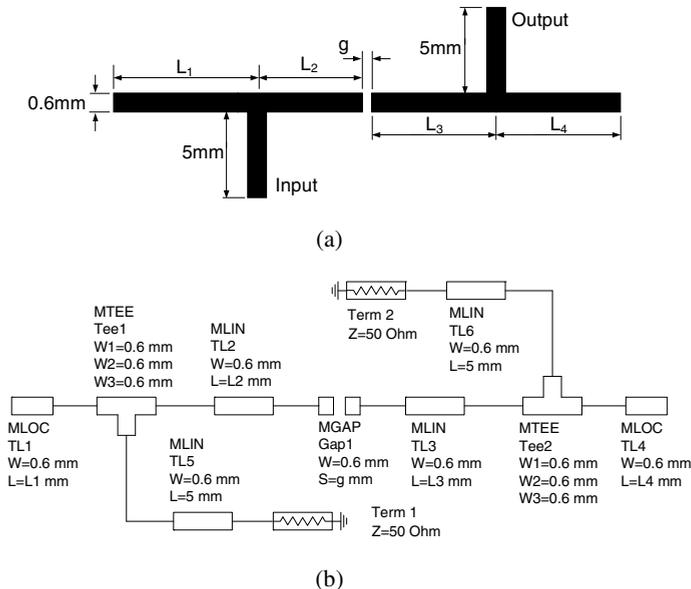 Output
5mm
g
L1
L2
0.6mm
L3
L4
5mm
Input
(a)
Term 2
Z=50 Ohm
MLIN
TL6
W=0.6 mm
L=5 mm
MTEE
Tee1
W1=0.6 mm
W2=0.6 mm
W3=0.6 mm
MLIN
TL2
W=0.6 mm
L=L2 mm
MLOC
TL1
W=0.6 mm
L=L1 mm
MLIN
TL5
W=0.6 mm
L=5 mm
MGAP
Gap1
W=0.6 mm
S=g mm
MLIN
TL3
W=0.6 mm
L=L3 mm
MTEE
Tee2
W1=0.6 mm
W2=0.6 mm
W3=0.6 mm
MLOC
TL4
W=0.6 mm
L=L4 mm
Term 1
Z=50 Ohm
(b)